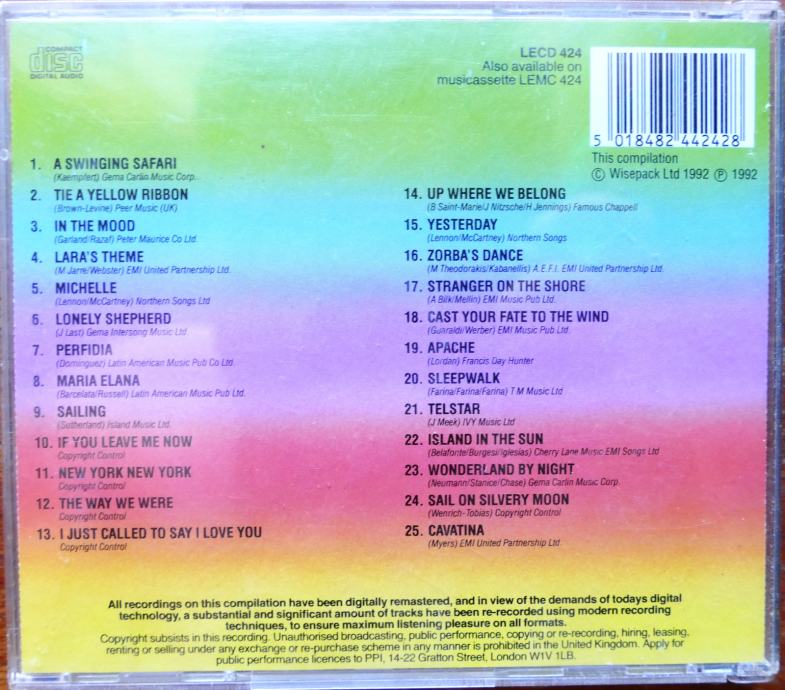 COMPACT
disc
DIGITAL AUDIO
LECD 424
Also available on
musicassette LEMC 424
5 018482 442428
This compilation
© Wisepack Ltd 1992 ℗ 1992
1. A SWINGING SAFARI
(Kaempfert) Gema Carlin Music Corp.
2. TIE A YELLOW RIBBON
(Brown-Levine) Peer Music (UK)
3. IN THE MOOD
(Garland/Razaf) Peter Maurice Co Ltd.
4. LARA'S THEME
(M Jarre/Webster) EMI United Partnership Ltd.
5. MICHELLE
(Lennon/McCartney) Northern Songs Ltd
6. LONELY SHEPHERD
(J Last) Gema Intersong Music Ltd
7. PERFIDIA
(Dominguez) Latin American Music Pub Co Ltd.
8. MARIA ELANA
(Barcelata/Russell) Latin American Music Pub Ltd.
9. SAILING
(Sutherland) Island Music Ltd.
10. IF YOU LEAVE ME NOW
Copyright Control
11. NEW YORK NEW YORK
Copyright Control
12. THE WAY WE WERE
Copyright Control
13. I JUST CALLED TO SAY I LOVE YOU
Copyright Control
14. UP WHERE WE BELONG
(B Saint-Marie/J Nitzsche/H Jennings) Famous Chappell
15. YESTERDAY
(Lennon/McCartney) Northern Songs
16. ZORBA'S DANCE
(M Theodorakis/Kabanellis) A.E.F.I. EMI United Partnership Ltd.
17. STRANGER ON THE SHORE
(A Bilk/Mellin) EMI Music Pub Ltd.
18. CAST YOUR FATE TO THE WIND
(Guaraldi/Werber) EMI Music Pub Ltd.
19. APACHE
(Lordan) Francis Day Hunter
20. SLEEPWALK
(Farina/Farina/Farina) T M Music Ltd
21. TELSTAR
(J Meek) IVY Music Ltd
22. ISLAND IN THE SUN
(Belafonte/Burgesi/Iglesias) Cherry Lane Music EMI Songs Ltd
23. WONDERLAND BY NIGHT
(Neumann/Stanice/Chase) Gema Carlin Music Corp.
24. SAIL ON SILVERY MOON
(Wenrich-Tobias) Copyright Control
25. CAVATINA
(Myers) EMI United Partnership Ltd
All recordings on this compilation have been digitally remastered, and in view of the demands of todays digital
technology, a substantial and significant amount of tracks have been re-recorded using modern recording
techniques, to ensure maximum listening pleasure on all formats.
Copyright subsists in this recording. Unauthorised broadcasting, public performance, copying or re-recording, hiring, leasing,
renting or selling under any exchange or re-purchase scheme in any manner is prohibited in the United Kingdom. Apply for
public performance licences to PPI, 14-22 Gratton Street, London W1V 1LB.